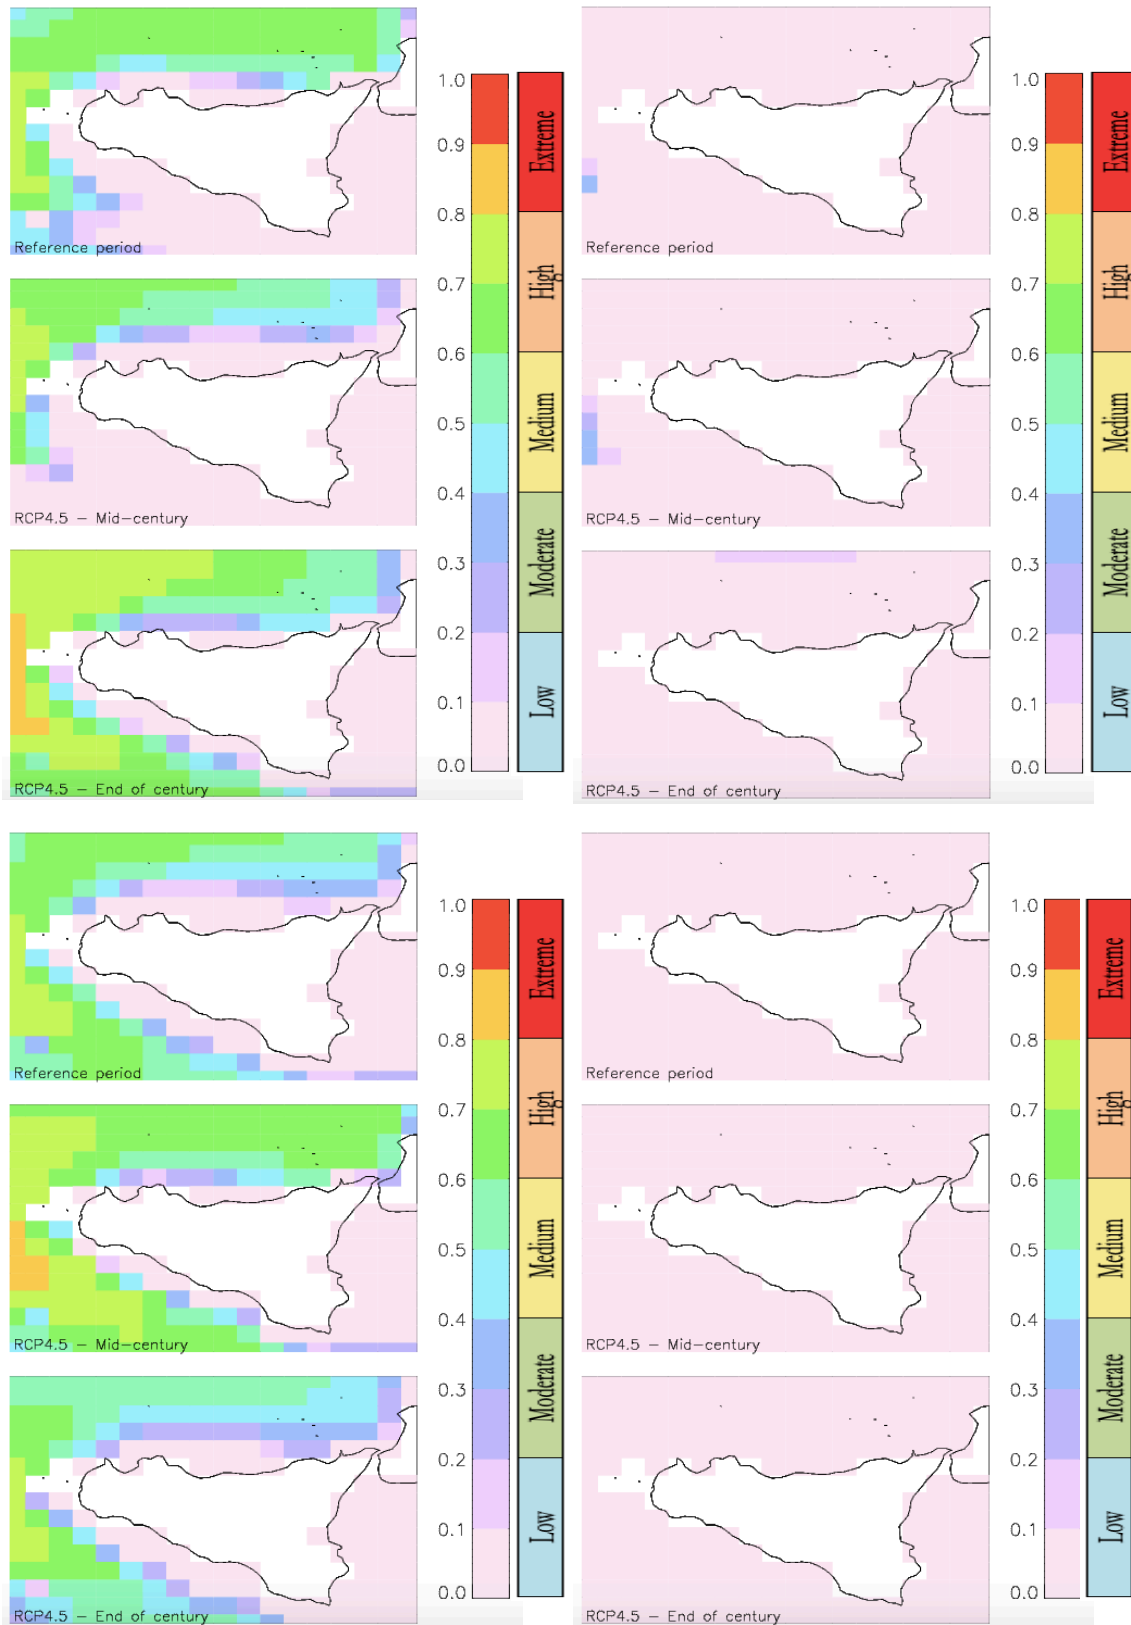 Reference period
RCP4.5 – Mid-century
RCP4.5 – End of century
1.0
0.9
0.8
0.7
0.6
0.5
0.4
0.3
0.2
0.1
0.0
Extreme
High
Medium
Moderate
Low
Reference period
RCP4.5 – Mid-century
RCP4.5 – End of century
1.0
0.9
0.8
0.7
0.6
0.5
0.4
0.3
0.2
0.1
0.0
Extreme
High
Medium
Moderate
Low
Reference period
RCP4.5 – Mid-century
RCP4.5 – End of century
1.0
0.9
0.8
0.7
0.6
0.5
0.4
0.3
0.2
0.1
0.0
Extreme
High
Medium
Moderate
Low
Reference period
RCP4.5 – Mid-century
RCP4.5 – End of century
1.0
0.9
0.8
0.7
0.6
0.5
0.4
0.3
0.2
0.1
0.0
Extreme
High
Medium
Moderate
Low